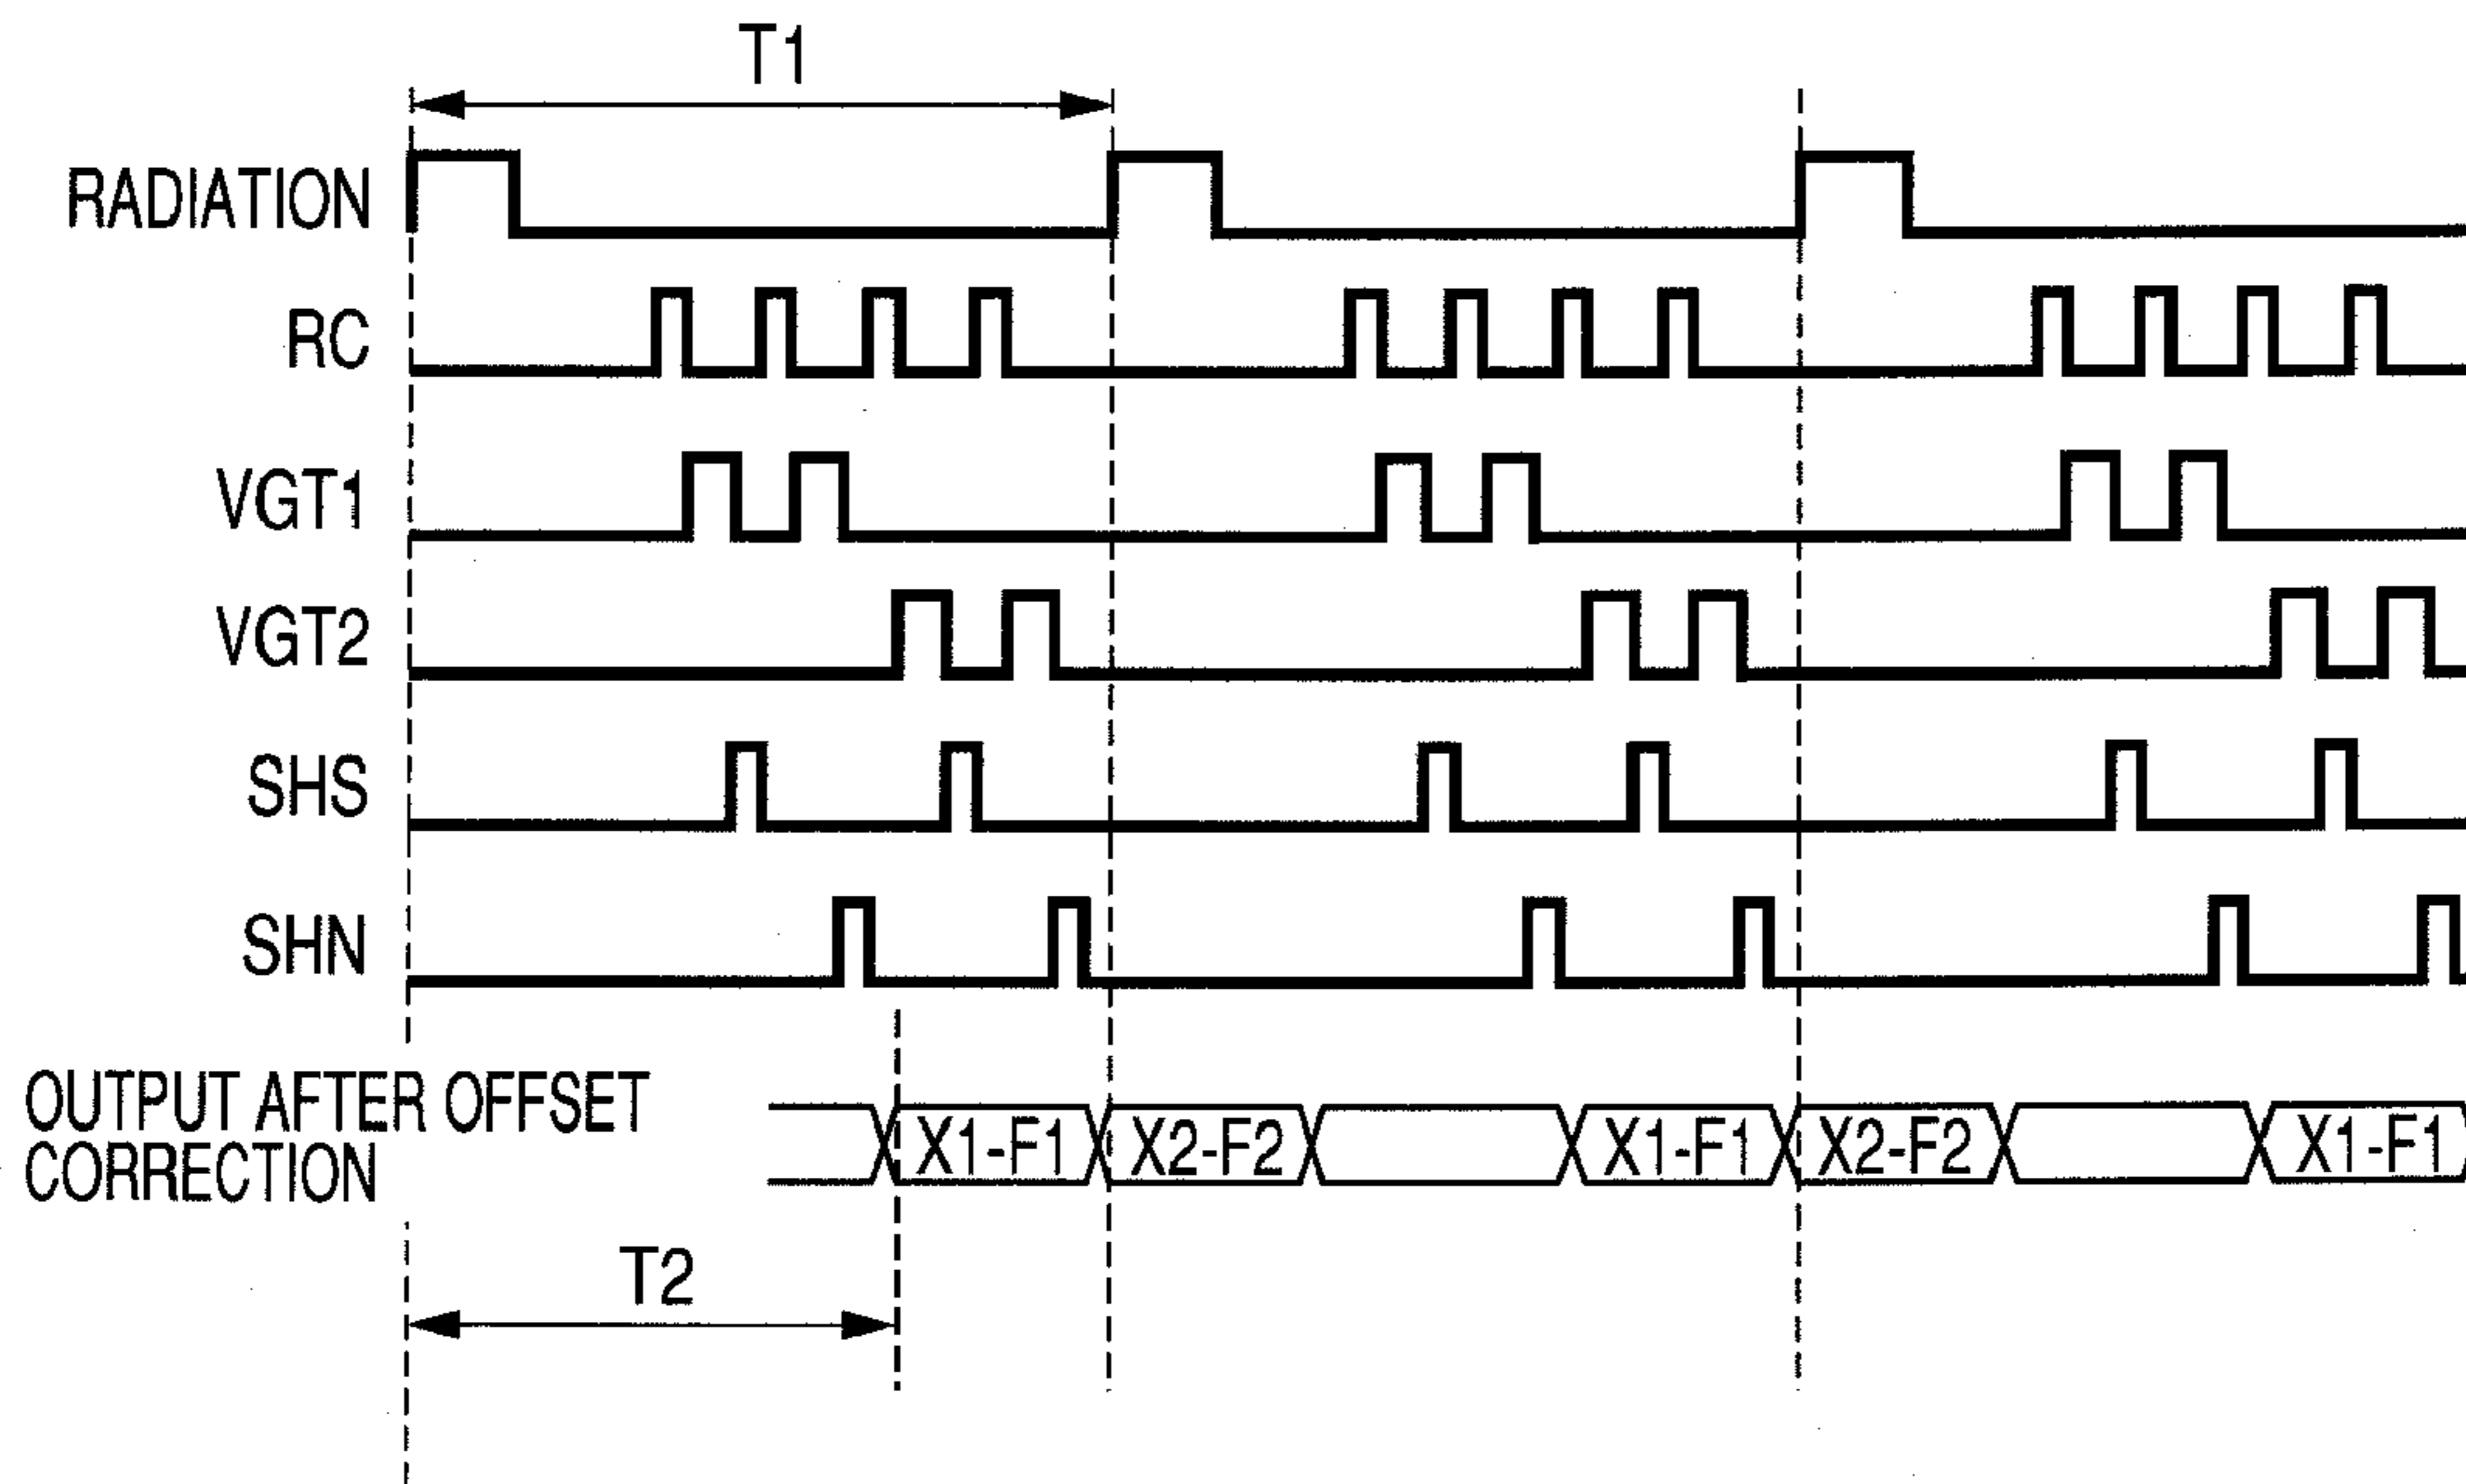 T1
RADIATION
RC
VGT1
VGT2
SHS
SHN
OUTPUT AFTER OFFSET
CORRECTION
X1-F1 X2-F2 X1-F1 X2-F2 X1-F1
T2